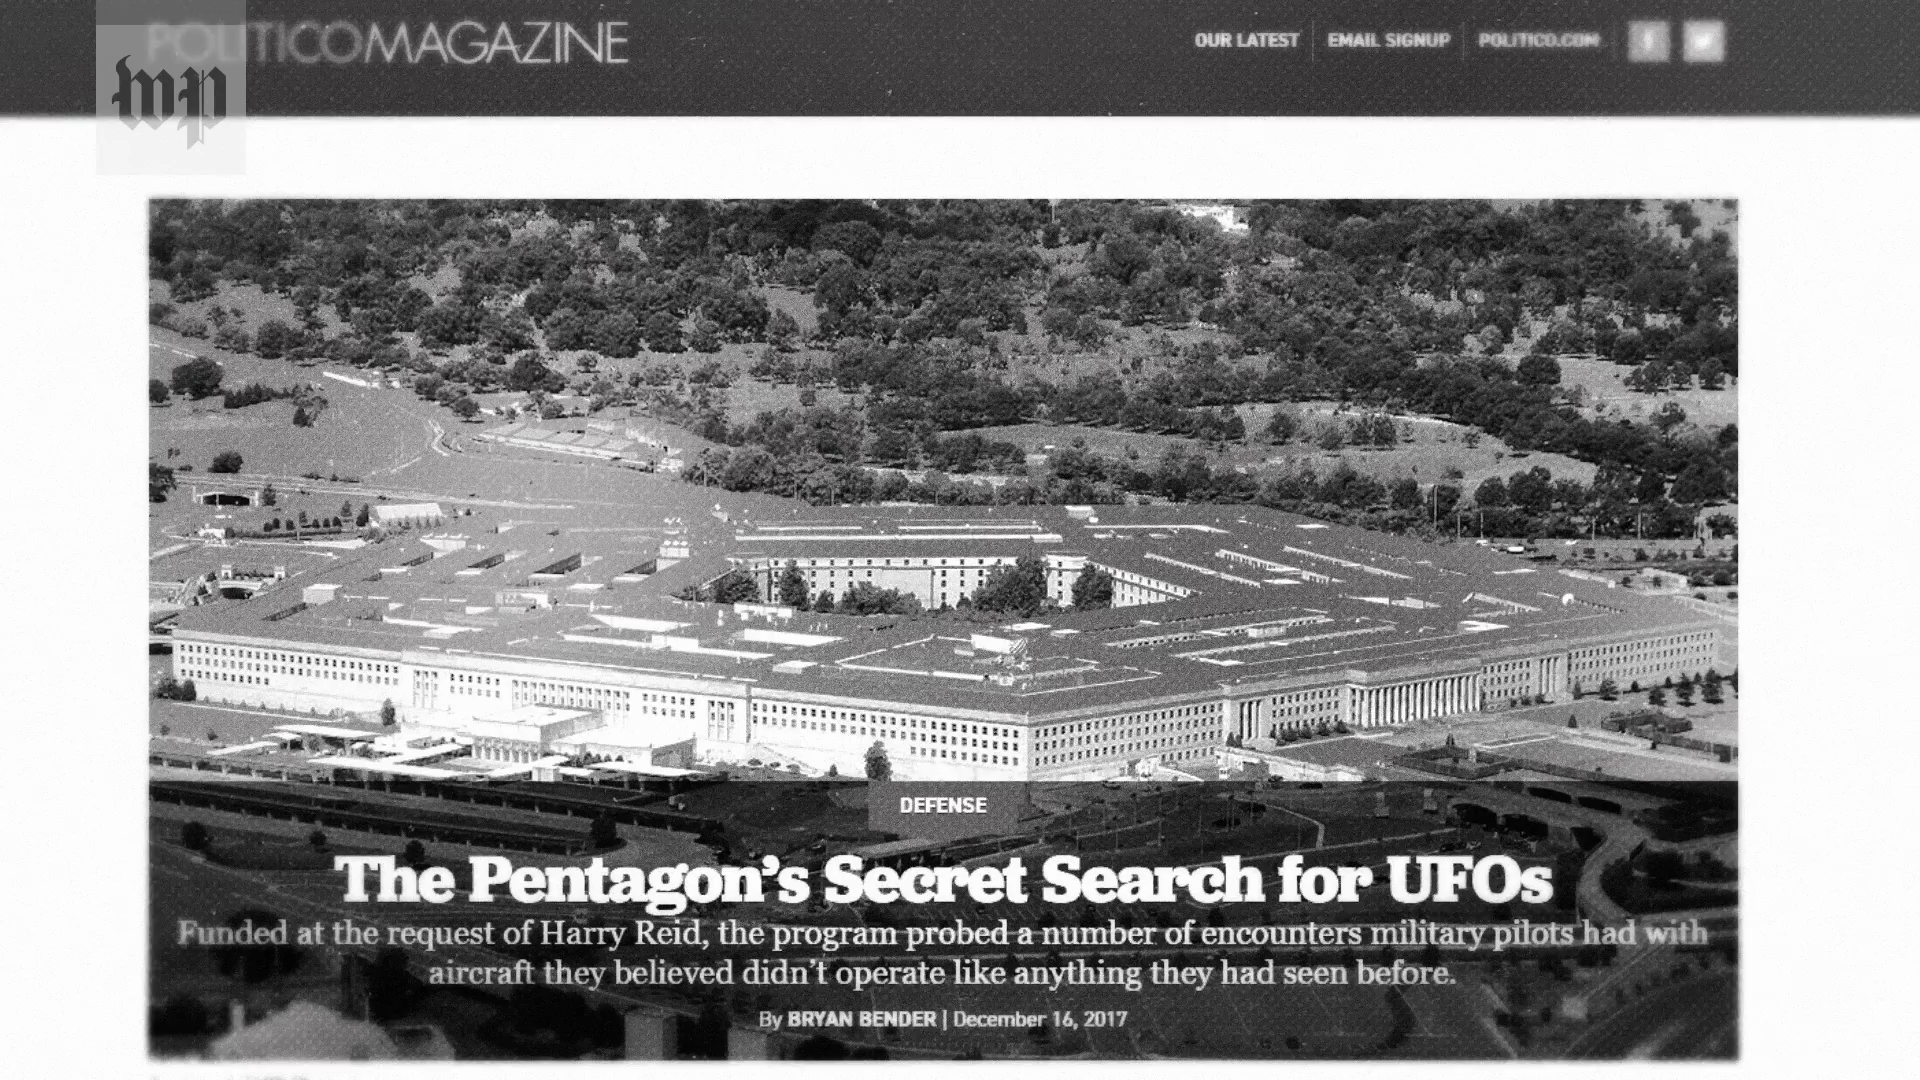 POLITICOMAGAZINE
OUR LATEST
EMAIL SIGNUP
POLITICO.COM
wp
DEFENSE
The Pentagon’s Secret Search for UFOs
Funded at the request of Harry Reid, the program probed a number of encounters military pilots had with
aircraft they believed didn’t operate like anything they had seen before.
By BRYAN BENDER | December 16, 2017